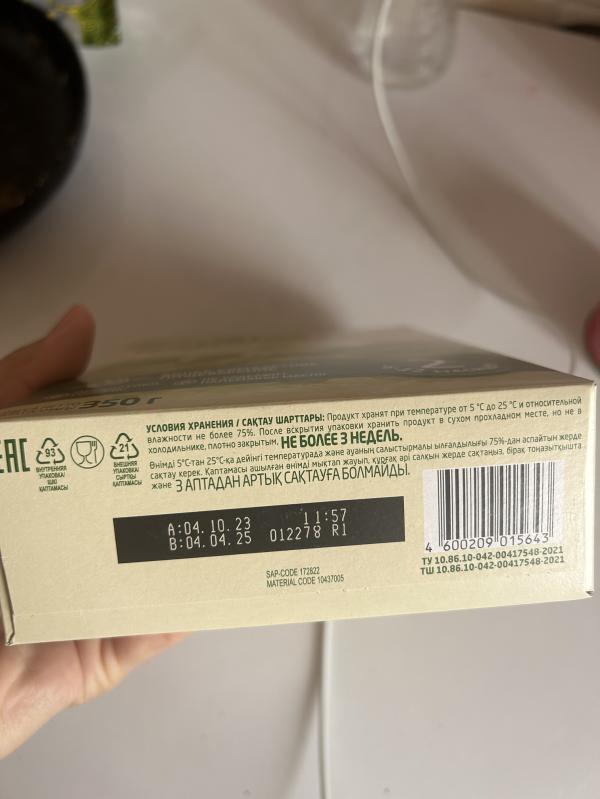 350 г
УСЛОВИЯ ХРАНЕНИЯ / САҚТАУ ШАРТТАРЫ: Продукт хранят при температуре от 5 °С до 25 °С и относительной
влажности не более 75%. После вскрытия упаковки хранить продукт в сухом прохладном месте, но не в
холодильнике, плотно закрытым, НЕ БОЛЕЕ 3 НЕДЕЛЬ.
Өнімді 5°С-тан 25°С-қа дейінгі температурада және ауаның салыстырмалы ылғалдылығы 75%-дан аспайтын жерде
сақтау керек. Қаптамасы ашылған өнімді мықтап жауып, құрғақ әрі салқын жерде сақтаңыз, бірақ тоңазытқышта
және 3 АПТАДАН АРТЫҚ САҚТАУҒА БОЛМАЙДЫ.
EAC
93
ВНУТРЕННЯЯ
УПАКОВКА/
ІШКІ
ҚАПТАМАСЫ
21
ВНЕШНЯЯ
УПАКОВКА/
СЫРТҚЫ
ҚАПТАМАСЫ
A:04.10.23 11:57
B:04.04.25 012278 R1
4 600209 015643
ТУ 10.86.10-042-00417548-2021
ТШ 10.86.10-042-00417548-2021
SAP-CODE 172822
MATERIAL CODE 10437005